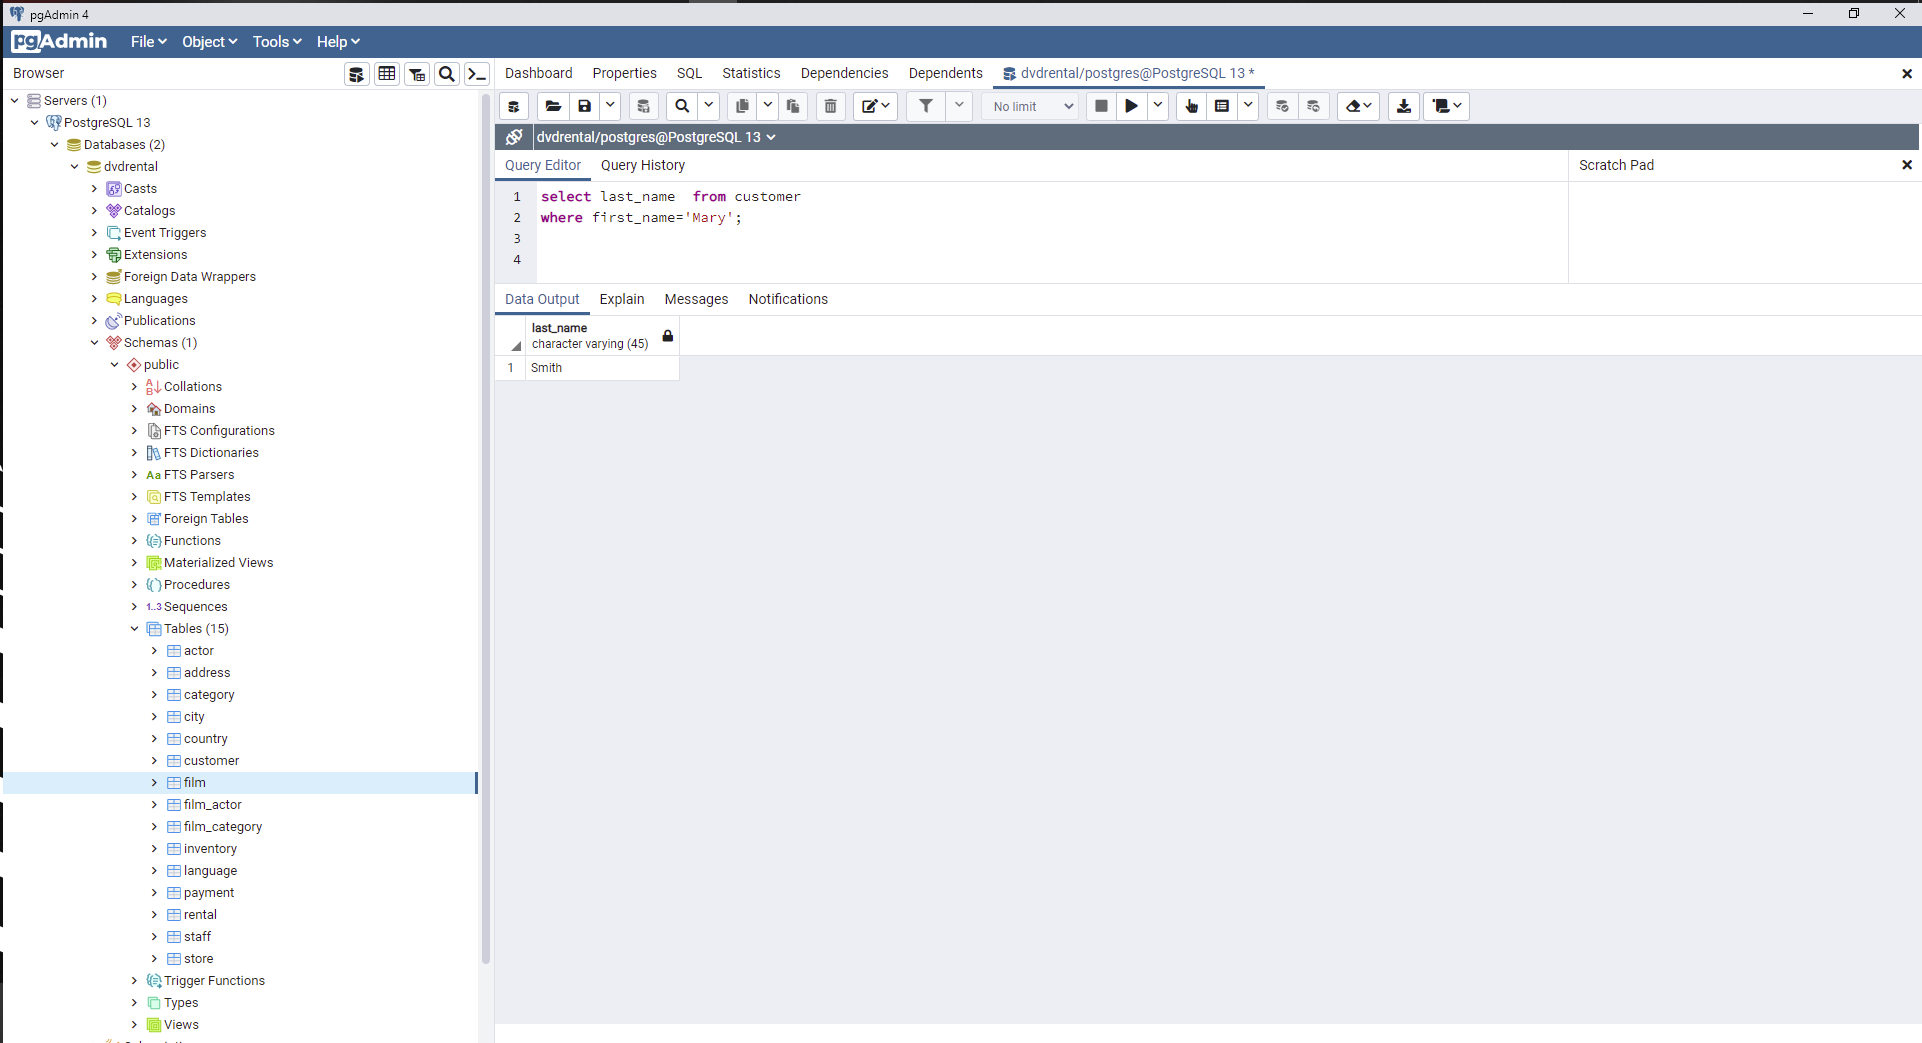 pgAdmin 4
pgAdmin File Object Tools Help
Browser
Servers (1)
PostgreSQL 13
Databases (2)
dvdrental
Casts
Catalogs
Event Triggers
Extensions
Foreign Data Wrappers
Languages
Publications
Schemas (1)
public
Collations
Domains
FTS Configurations
FTS Dictionaries
Aa FTS Parsers
FTS Templates
Foreign Tables
Functions
Materialized Views
Procedures
1..3 Sequences
Tables (15)
actor
address
category
city
country
customer
film
film_actor
film_category
inventory
language
payment
rental
staff
store
Trigger Functions
Types
Views
Dashboard Properties SQL Statistics Dependencies Dependents dvdrental/postgres@PostgreSQL 13 *
No limit
dvdrental/postgres@PostgreSQL 13
Query Editor Query History
1 select last_name  from customer
2 where first_name='Mary';
3
4
Scratch Pad
Data Output Explain Messages Notifications
last_name
character varying (45)
1 Smith